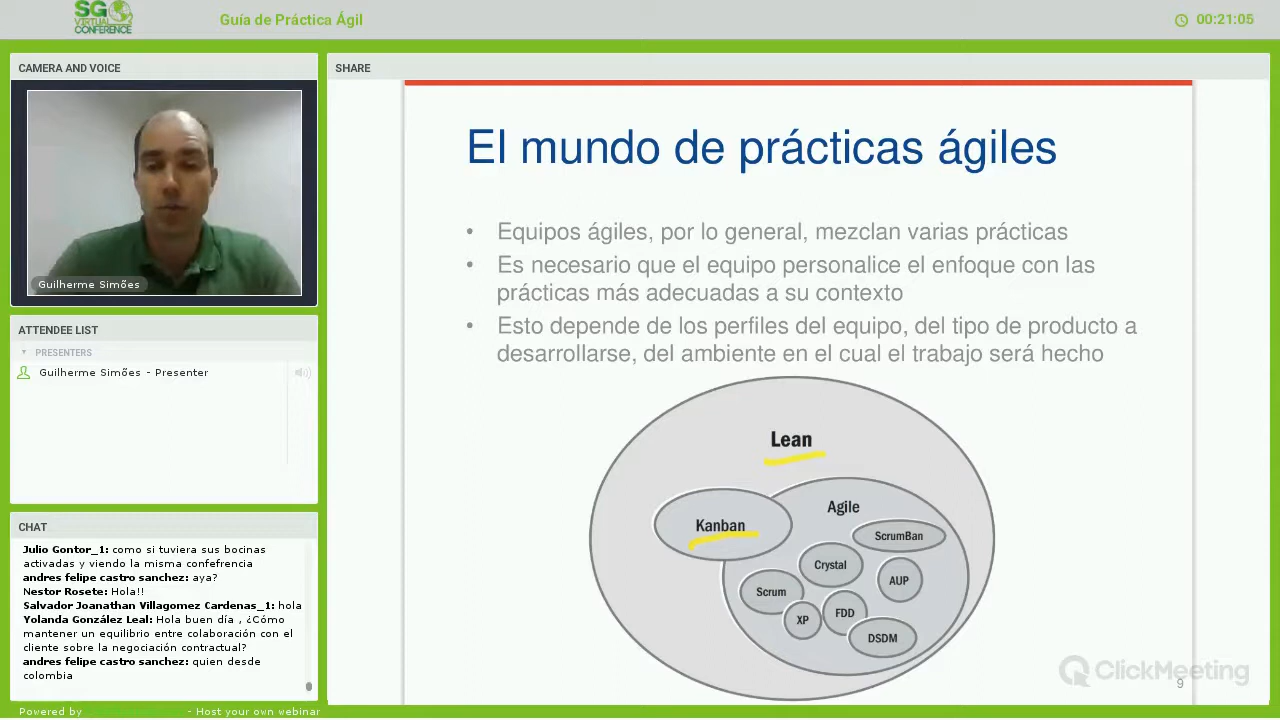 SG
VIRTUAL
CONFERENCE
Guía de Práctica Ágil
00:21:05
CAMERA AND VOICE
Guilherme Simões
ATTENDEE LIST
PRESENTERS
Guilherme Simões - Presenter
CHAT
Julio Gontor_1: como si tuviera sus bocinas
activadas y viendo la misma confefrencia
andres felipe castro sanchez: aya?
Nestor Rosete: Hola!!
Salvador Joanathan Villagomez Cardenas_1: hola
Yolanda González Leal: Hola buen día , ¿Cómo
mantener un equilibrio entre colaboración con el
cliente sobre la negociación contractual?
andres felipe castro sanchez: quien desde
colombia
Powered by
- Host your own webinar
SHARE
El mundo de prácticas ágiles
• Equipos ágiles, por lo general, mezclan varias prácticas
• Es necesario que el equipo personalice el enfoque con las
prácticas más adecuadas a su contexto
• Esto depende de los perfiles del equipo, del tipo de producto a
desarrollarse, del ambiente en el cual el trabajo será hecho
Lean
Agile
Kanban
ScrumBan
Crystal
AUP
Scrum
XP
FDD
DSDM
ClickMeeting
9